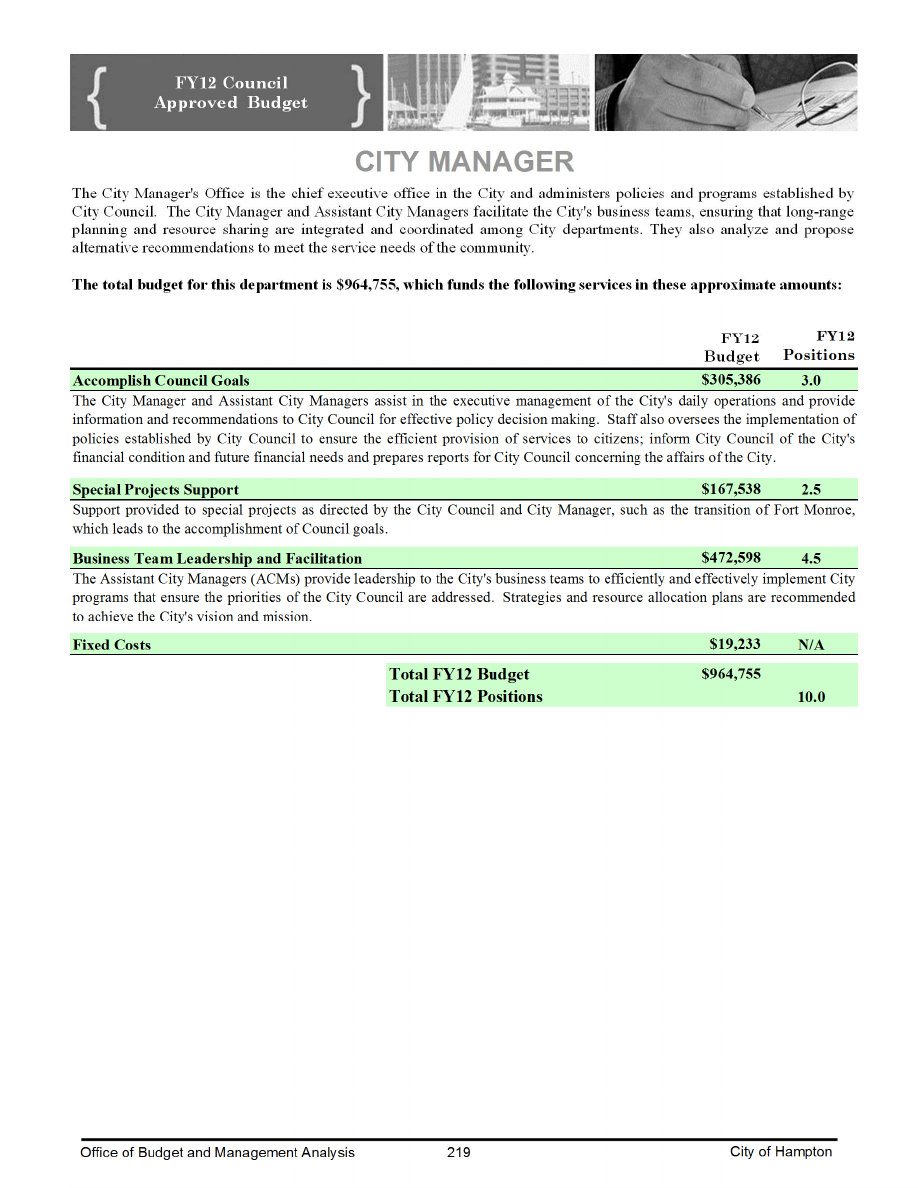 FY12 Council
Approved Budget
CITY MANAGER
The City Manager's Office is the chief executive office in the City and administers policies and programs established by
City Council. The City Manager and Assistant City Managers facilitate the City's business teams, ensuring that long-range
planning and resource sharing are integrated and coordinated among City departments. They also analyze and propose
alternative recommendations to meet the service needs of the community.
The total budget for this department is $964,755, which funds the following services in these approximate amounts:
FY12 FY12
Budget Positions
Accomplish Council Goals $305,386 3.0
The City Manager and Assistant City Managers assist in the executive management of the City's daily operations and provide
information and recommendations to City Council for effective policy decision making. Staff also oversees the implementation of
policies established by City Council to ensure the efficient provision of services to citizens; inform City Council of the City's
financial condition and future financial needs and prepares reports for City Council concerning the affairs of the City.
Special Projects Support $167,538 2.5
Support provided to special projects as directed by the City Council and City Manager, such as the transition of Fort Monroe,
which leads to the accomplishment of Council goals.
Business Team Leadership and Facilitation $472,598 4.5
The Assistant City Managers (ACMs) provide leadership to the City's business teams to efficiently and effectively implement City
programs that ensure the priorities of the City Council are addressed. Strategies and resource allocation plans are recommended
to achieve the City's vision and mission.
Fixed Costs $19,233 N/A
Total FY12 Budget $964,755
Total FY12 Positions 10.0
Office of Budget and Management Analysis 219 City of Hampton